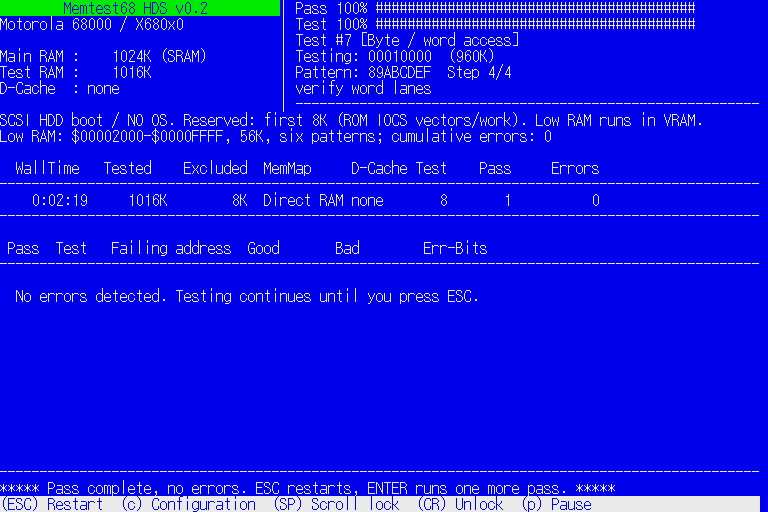 Memtest68 HDS v0.2
Pass 100% ########################################
Motorola 68000 / X680x0
Test 100% ########################################
Test #7 [Byte / word access]
Main RAM : 1024K (SRAM)
Testing: 00010000 (960K)
Test RAM : 1016K
Pattern: 89ABCDEF Step 4/4
D-Cache : none
verify word lanes
SCSI HDD boot / NO OS. Reserved: first 8K (ROM IOCS vectors/work). Low RAM runs in VRAM.
Low RAM: $00002000-$0000FFFF, 56K, six patterns; cumulative errors: 0
WallTime Tested Excluded MemMap D-Cache Test Pass Errors
0:02:19 1016K 8K Direct RAM none 8 1 0
Pass Test Failing address Good Bad Err-Bits
No errors detected. Testing continues until you press ESC.
***** Pass complete, no errors. ESC restarts, ENTER runs one more pass. *****
(ESC) Restart (c) Configuration (SP) Scroll lock (CR) Unlock (p) Pause